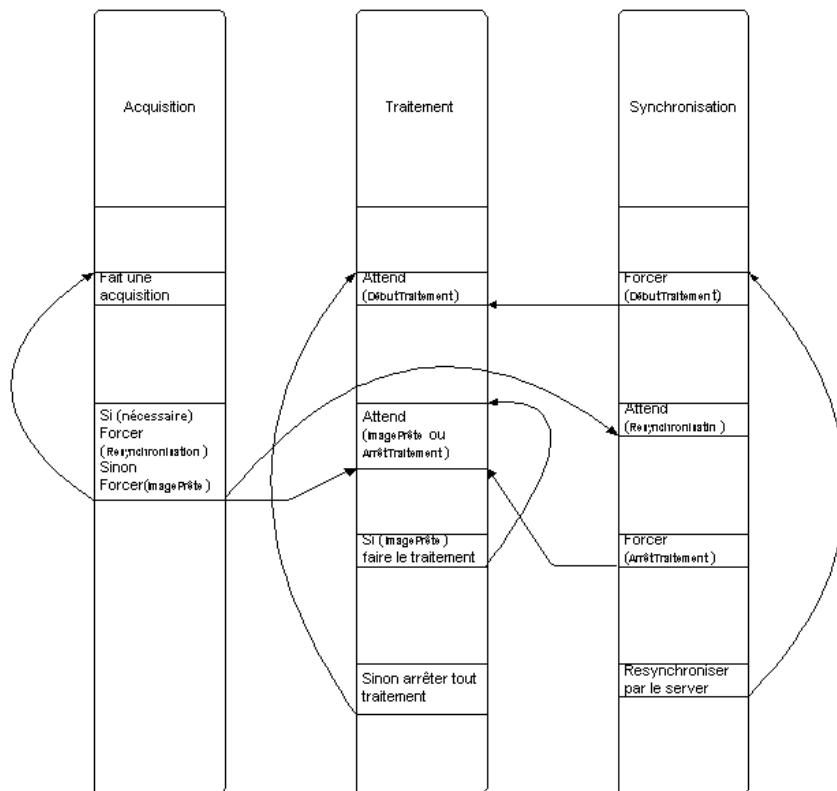 Acquisition
Traitement
Synchronisation
Fait une
acquisition
Attend
(DébutTraitement)
Forcer
(DébutTraitement)
Si (nécessaire)
Forcer
(Resynchronisation)
Sinon
Forcer(ImagePrête)
Attend
(ImagePrête ou
ArrêtTraitement)
Attend
(Resynchronisatin)
Si (ImagePrête)
faire le traitement
Forcer
(ArrêtTraitement)
Sinon arrêter tout
traitement
Resynchroniser
par le server